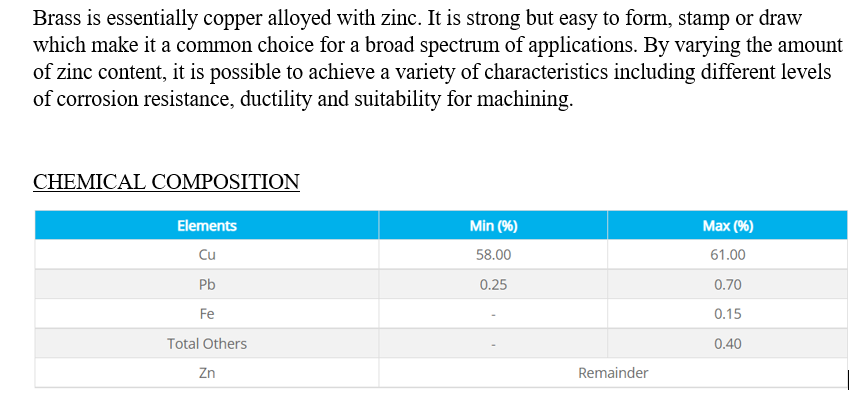 Brass is essentially copper alloyed with zinc. It is strong but easy to form, stamp or draw
which make it a common choice for a broad spectrum of applications. By varying the amount
of zinc content, it is possible to achieve a variety of characteristics including different levels
of corrosion resistance, ductility and suitability for machining.
CHEMICAL COMPOSITION
Elements Min (%) Max (%)
Cu 58.00 61.00
Pb 0.25 0.70
Fe - 0.15
Total Others - 0.40
Zn Remainder